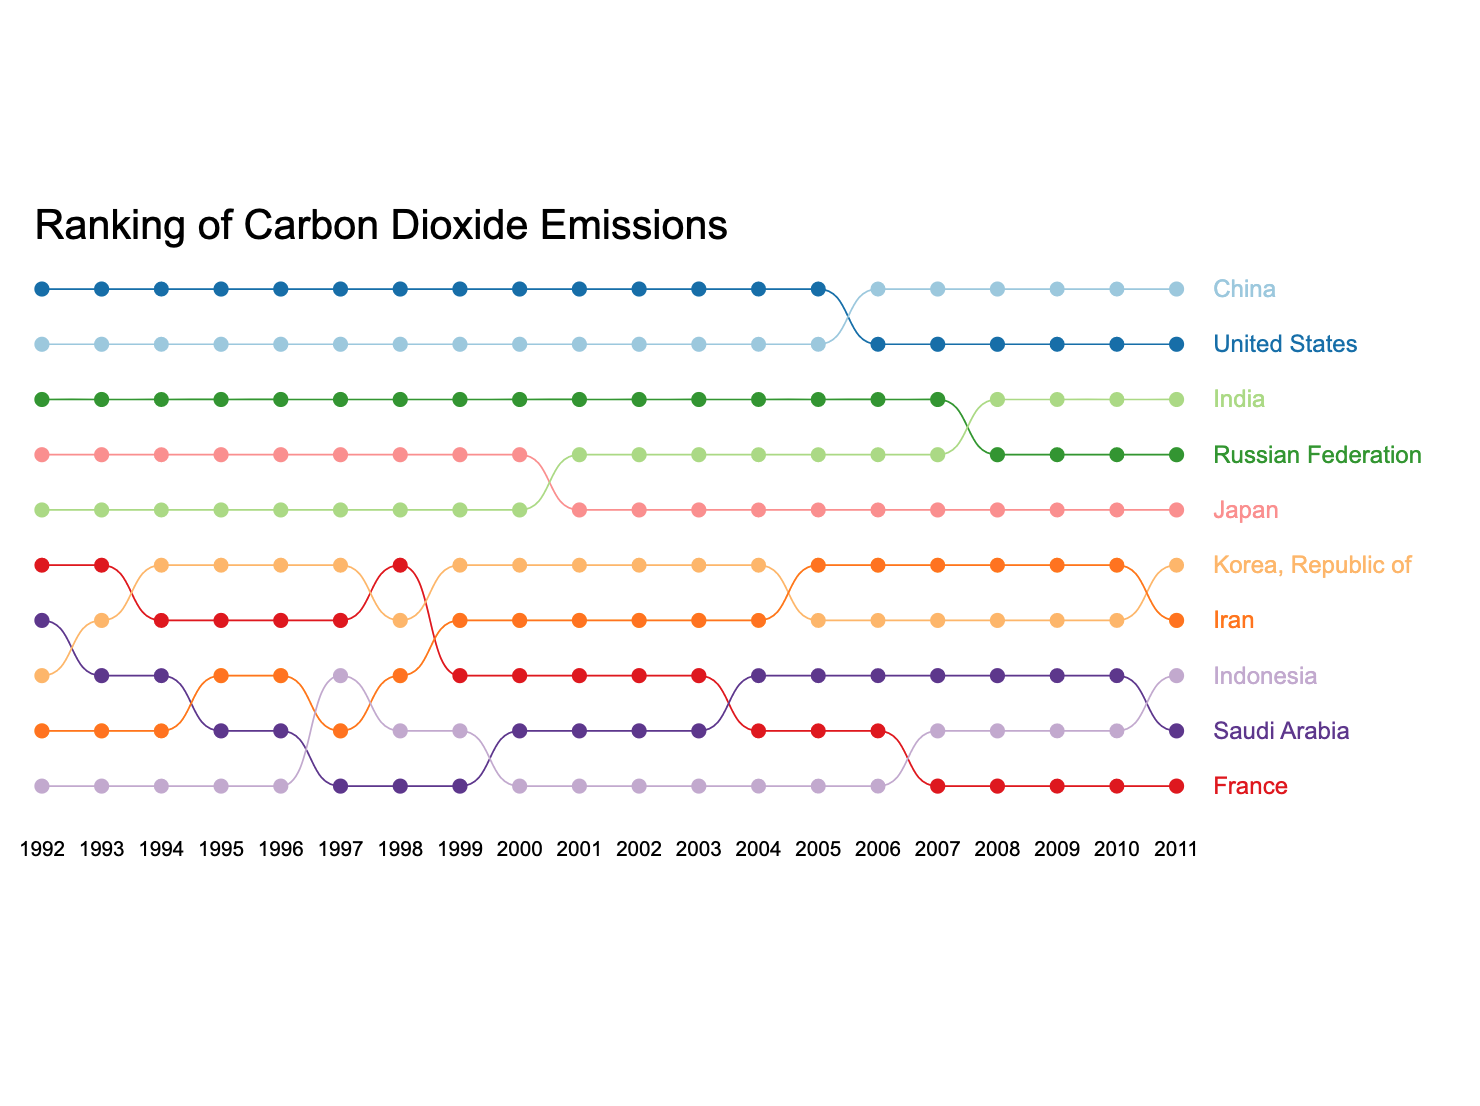 Ranking of Carbon Dioxide Emissions
China
United States
India
Russian Federation
Japan
Korea, Republic of
Iran
Indonesia
Saudi Arabia
France
1992 1993 1994 1995 1996 1997 1998 1999 2000 2001 2002 2003 2004 2005 2006 2007 2008 2009 2010 2011